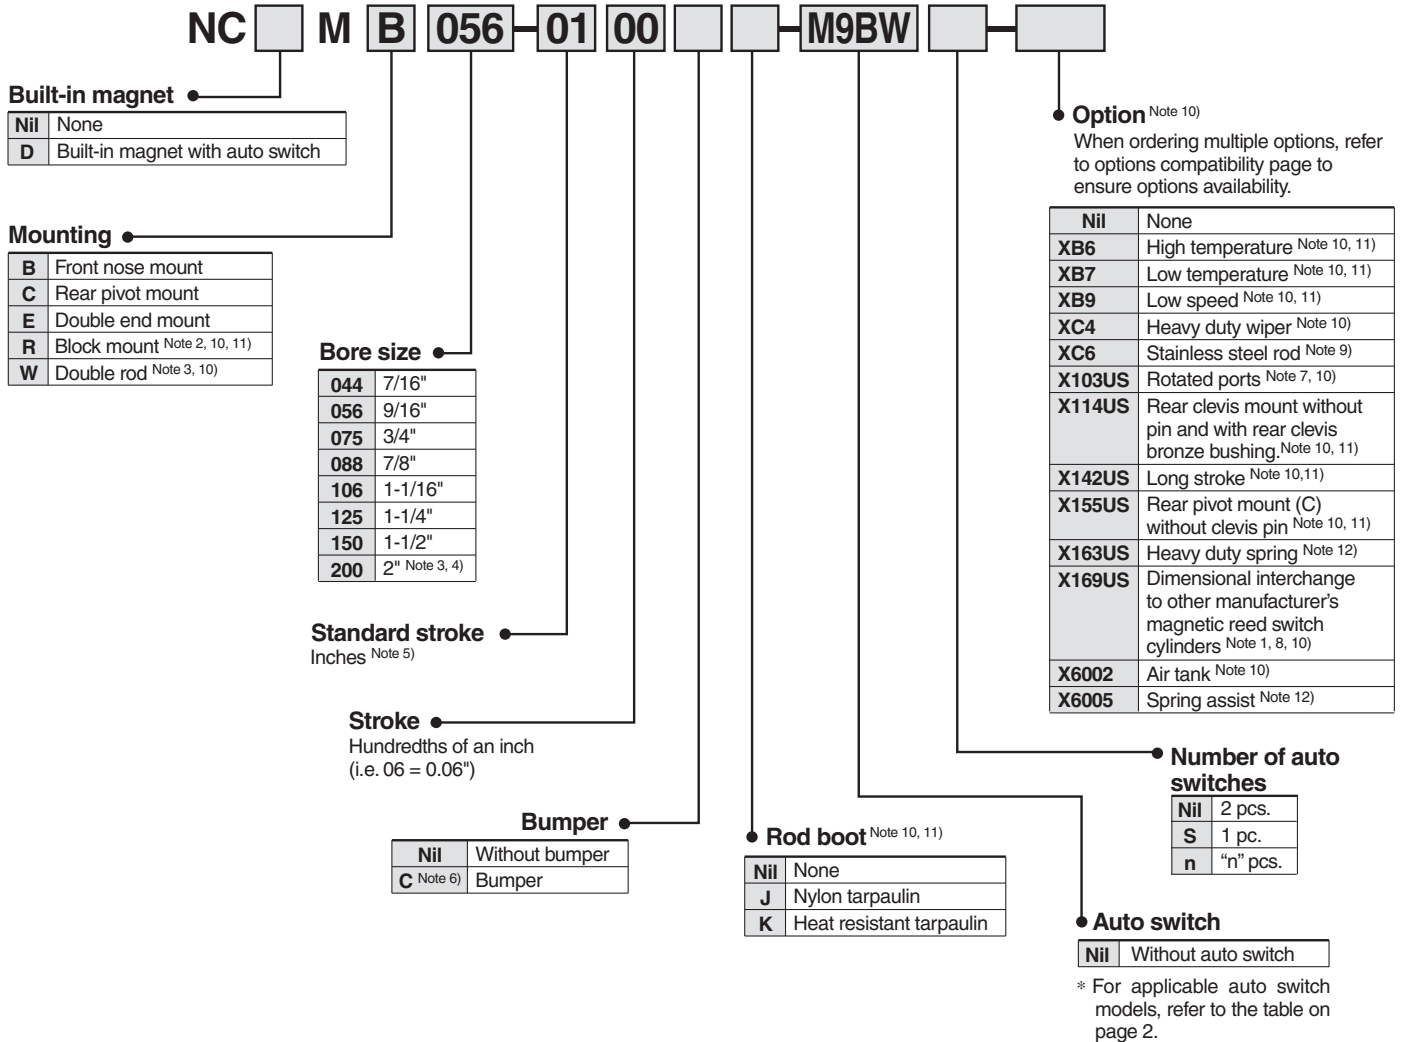 NC M B 056-01 00 - M9BW -
Built-in magnet
Nil None
D Built-in magnet with auto switch
Mounting
B Front nose mount
C Rear pivot mount
E Double end mount
R Block mount Note 2, 10, 11)
W Double rod Note 3, 10)
Bore size
044 7/16"
056 9/16"
075 3/4"
088 7/8"
106 1-1/16"
125 1-1/4"
150 1-1/2"
200 2" Note 3, 4)
Standard stroke
Inches Note 5)
Stroke
Hundredths of an inch
(i.e. 06 = 0.06")
Bumper
Nil Without bumper
C Note 6) Bumper
Rod boot Note 10, 11)
Nil None
J Nylon tarpaulin
K Heat resistant tarpaulin
Auto switch
Nil Without auto switch
* For applicable auto switch
models, refer to the table on
page 2.
Number of auto
switches
Nil 2 pcs.
S 1 pc.
n "n" pcs.
Option Note 10)
When ordering multiple options, refer
to options compatibility page to
ensure options availability.
Nil None
XB6 High temperature Note 10, 11)
XB7 Low temperature Note 10, 11)
XB9 Low speed Note 10, 11)
XC4 Heavy duty wiper Note 10)
XC6 Stainless steel rod Note 9)
X103US Rotated ports Note 7, 10)
X114US Rear clevis mount without
pin and with rear clevis
bronze bushing.Note 10, 11)
X142US Long stroke Note 10,11)
X155US Rear pivot mount (C)
without clevis pin Note 10, 11)
X163US Heavy duty spring Note 12)
X169US Dimensional interchange
to other manufacturer's
magnetic reed switch
cylinders Note 1, 8, 10)
X6002 Air tank Note 10)
X6005 Spring assist Note 12)